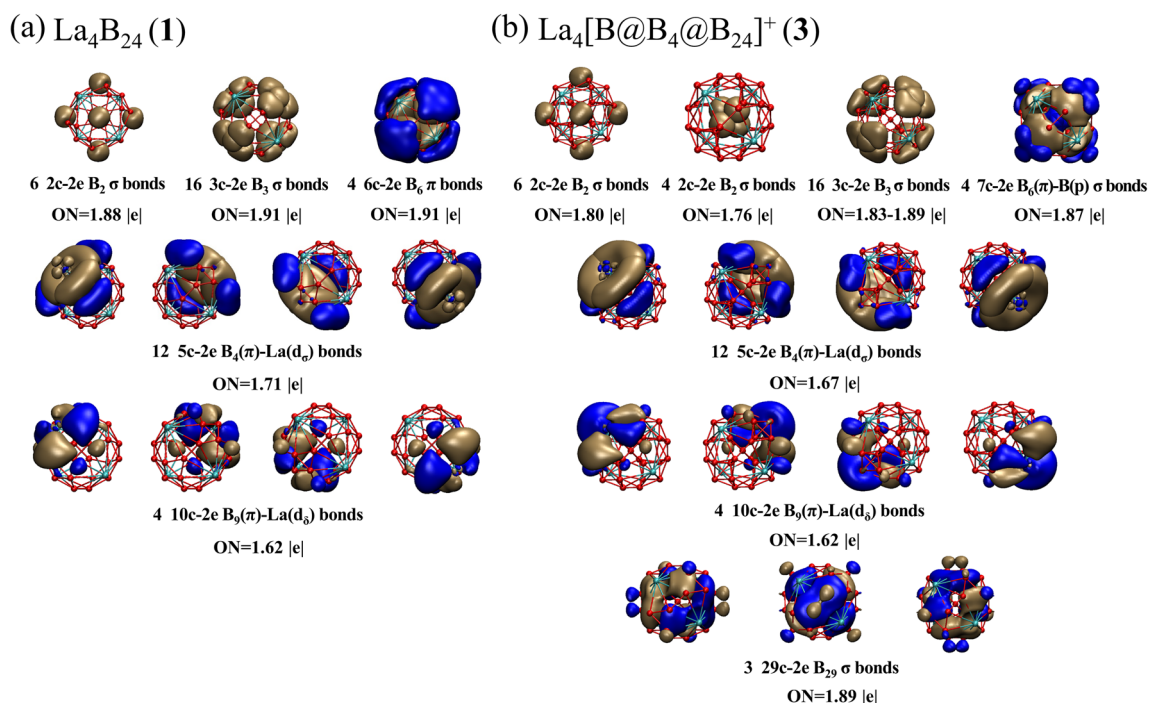 (a) La₄B₂₄ (1)
(b) La₄[B@B₄@B₂₄]⁺ (3)
6 2c-2e B₂ σ bonds
ON=1.88 |e|
16 3c-2e B₃ σ bonds
ON=1.91 |e|
4 6c-2e B₆ π bonds
ON=1.91 |e|
6 2c-2e B₂ σ bonds
ON=1.80 |e|
4 2c-2e B₂ σ bonds
ON=1.76 |e|
16 3c-2e B₃ σ bonds
ON=1.83-1.89 |e|
4 7c-2e B₆(π)-B(p) σ bonds
ON=1.87 |e|
12 5c-2e B₄(π)-La(dσ) bonds
ON=1.71 |e|
12 5c-2e B₄(π)-La(dσ) bonds
ON=1.67 |e|
4 10c-2e B₉(π)-La(dδ) bonds
ON=1.62 |e|
4 10c-2e B₉(π)-La(dδ) bonds
ON=1.62 |e|
3 29c-2e B₂₉ σ bonds
ON=1.89 |e|